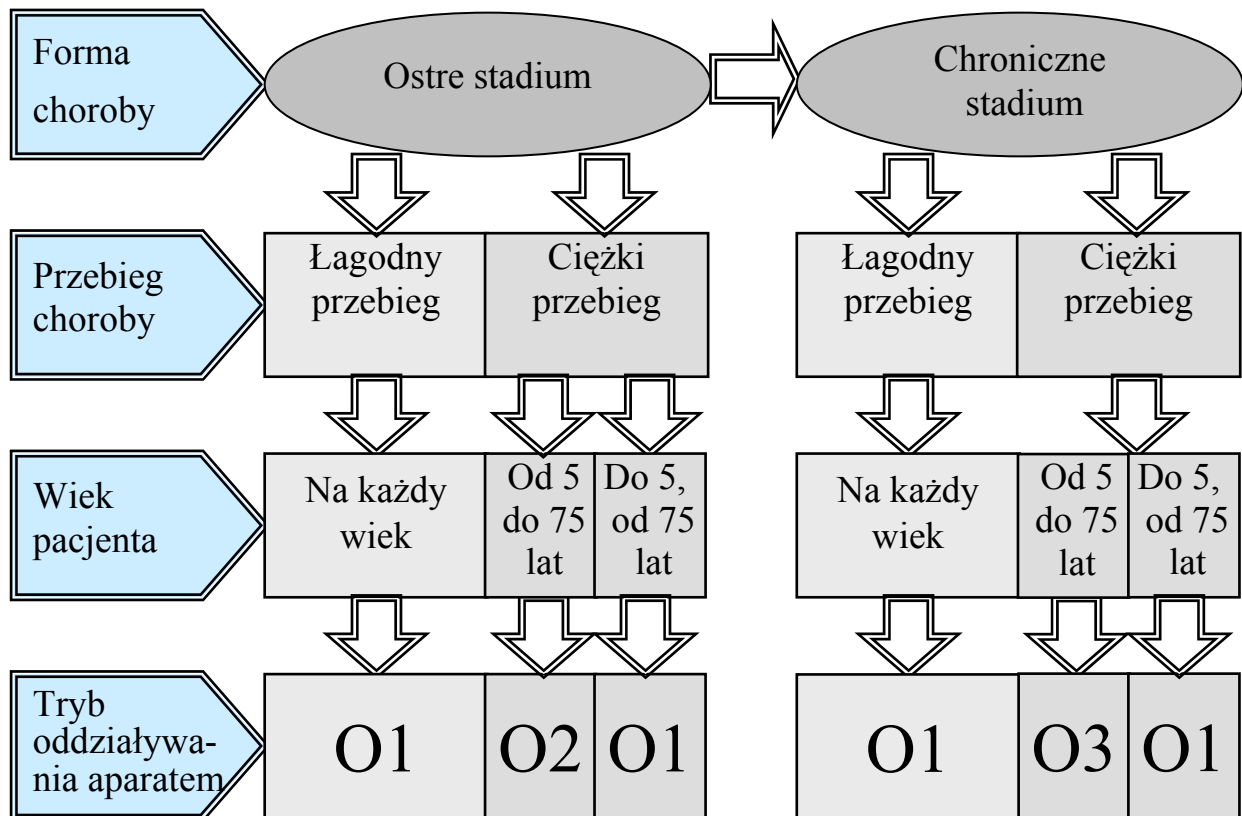 Forma
choroby
Ostre stadium
Chroniczne
stadium
Przebieg
choroby
Łagodny
przebieg
Ciężki
przebieg
Łagodny
przebieg
Ciężki
przebieg
Wiek
pacjenta
Na każdy
wiek
Od 5
do 75
lat
Do 5,
od 75
lat
Na każdy
wiek
Od 5
do 75
lat
Do 5,
od 75
lat
Tryb
oddziaływa-
nia aparatem
O1
O2
O1
O1
O3
O1